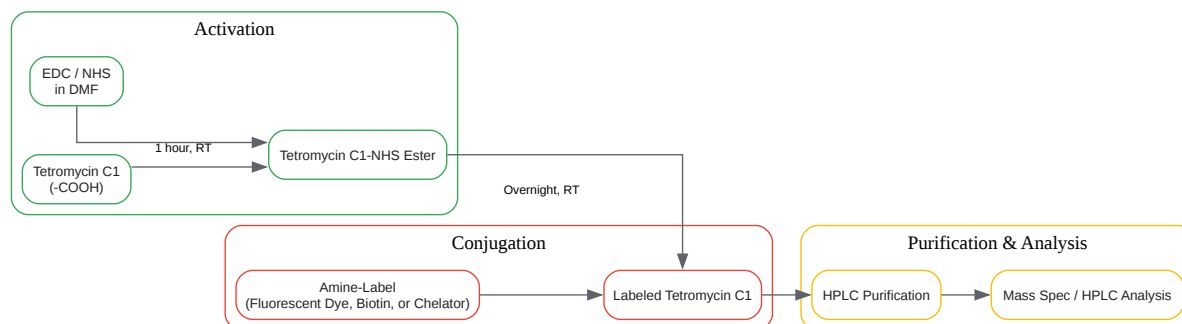 Activation
EDC / NHS
in DMF
1 hour, RT
Tetromycin C1
(-COOH)
Tetromycin C1-NHS Ester
Overnight, RT
Conjugation
Amine-Label
(Fluorescent Dye, Biotin, or Chelator)
Labeled Tetromycin C1
Purification & Analysis
HPLC Purification
Mass Spec / HPLC Analysis